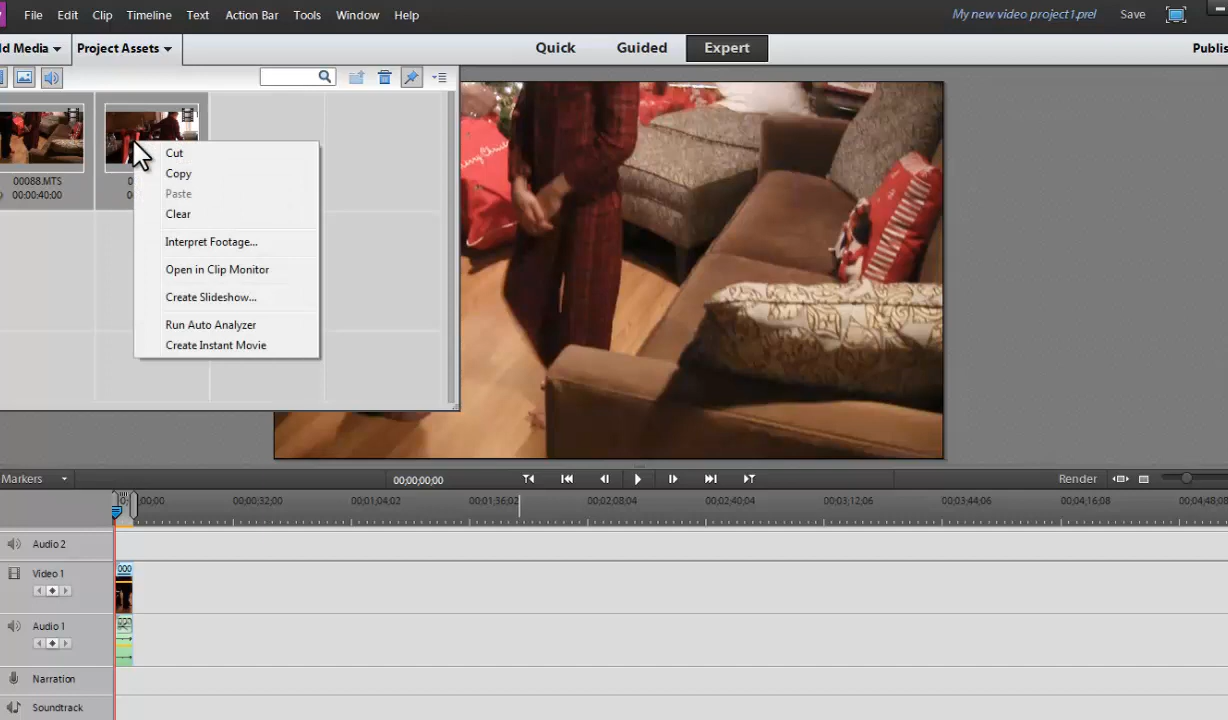 File Edit Clip Timeline Text Action Bar Tools Window Help My new video project1.prel Save
d Media Project Assets Quick Guided Expert Publis
00088.MTS
00:00:40:00
Cut
Copy
Paste
Clear
Interpret Footage...
Open in Clip Monitor
Create Slideshow...
Run Auto Analyzer
Create Instant Movie
Markers 00;00;00;00 Render
00;00 00;00;32;00 00;01;04;02 00;01;36;02 00;02;08;04 00;02;40;04 00;03;12;06 00;03;44;06 00;04;16;08 00;04;48;08
Audio 2
Video 1 000
Audio 1
Narration
Soundtrack